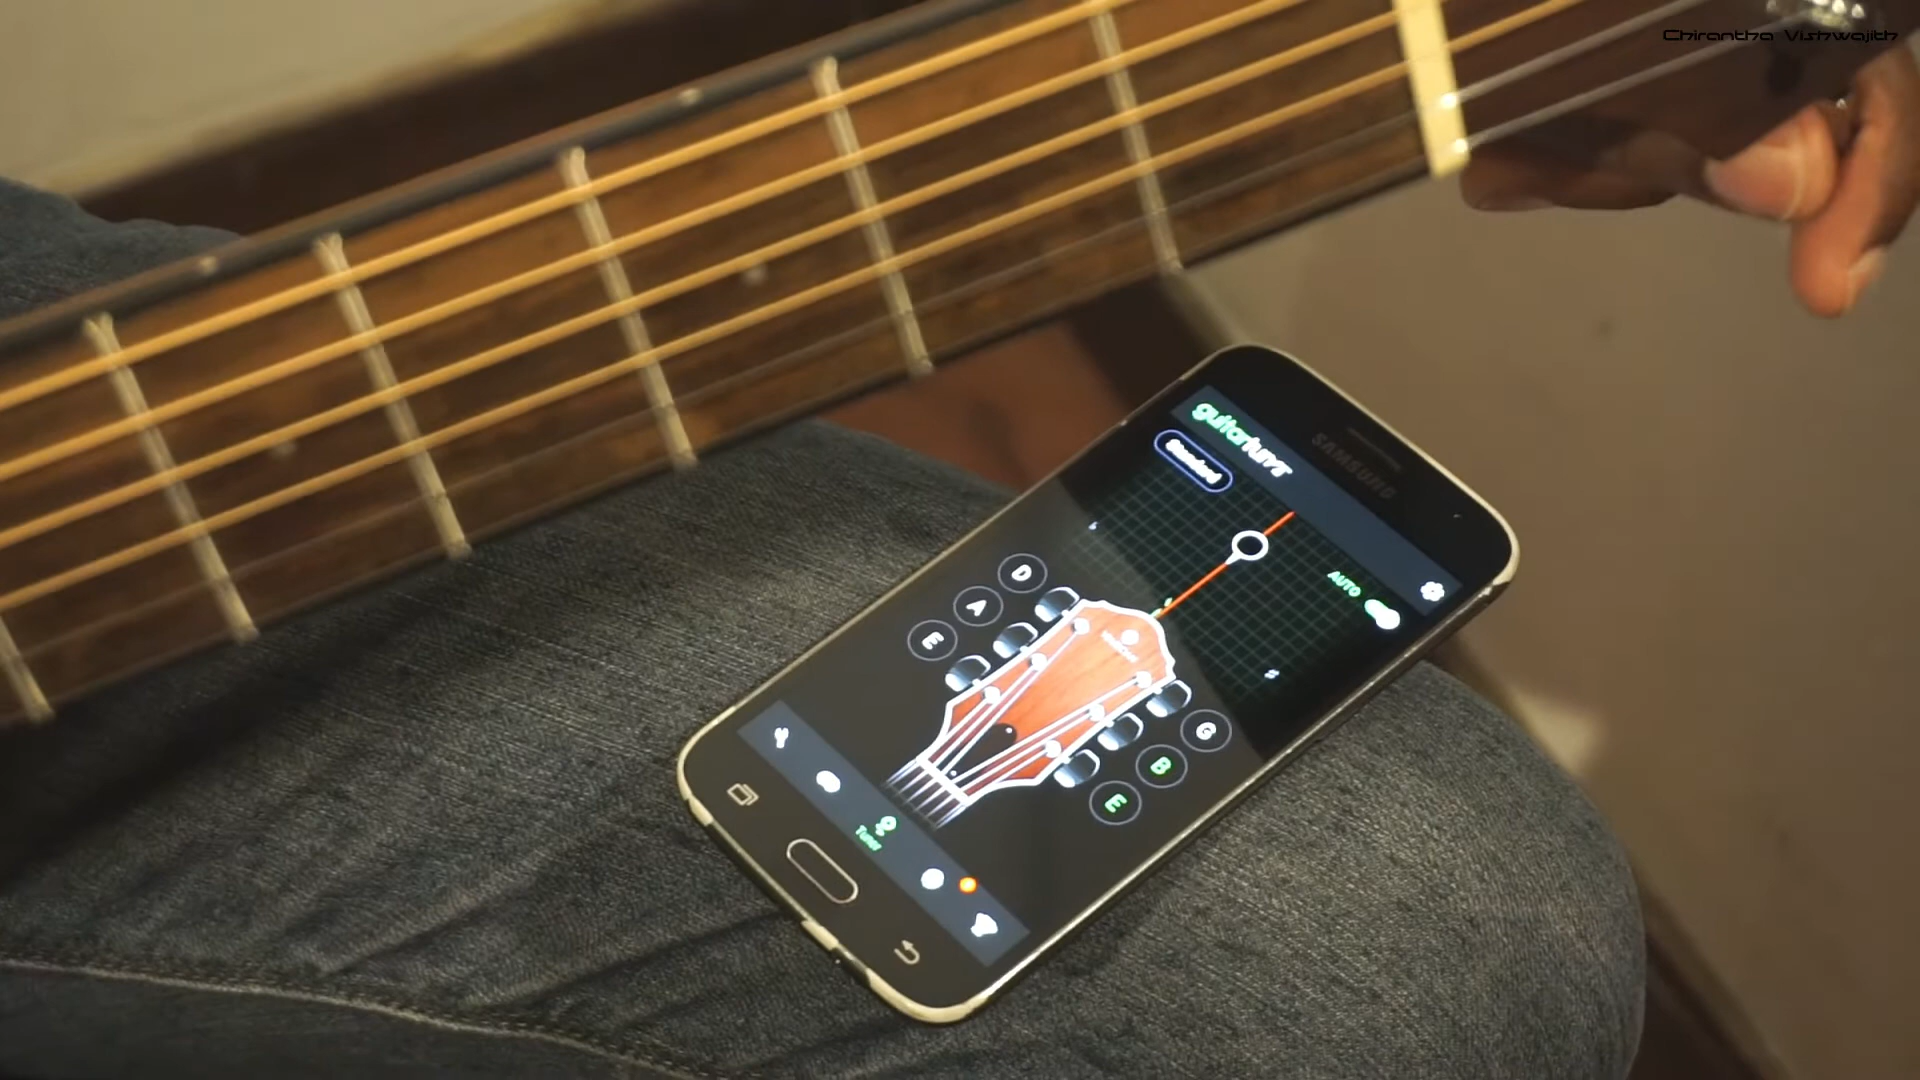 Chirantha Vishwajith
SAMSUNG
guitartuna
Standard
AUTO
D
A
E
G
B
E
Tuner